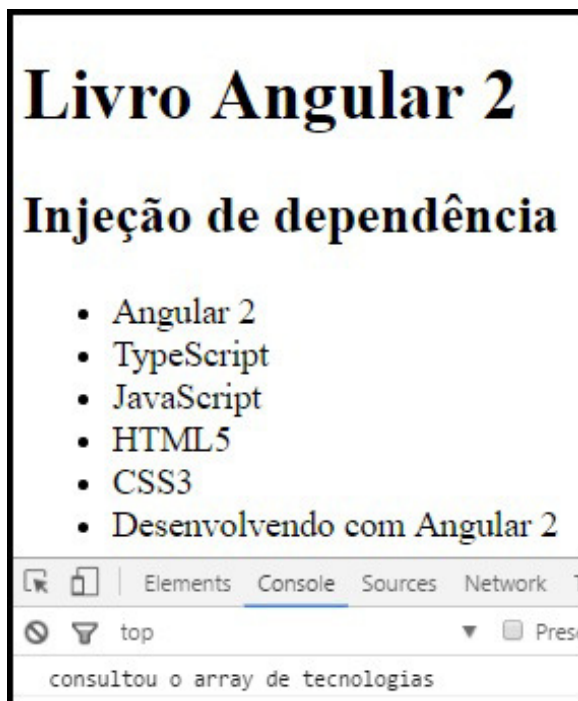 Livro Angular 2
Injeção de dependência
• Angular 2
• TypeScript
• JavaScript
• HTML5
• CSS3
• Desenvolvendo com Angular 2
Elements Console Sources Network
top
consultou o array de tecnologias